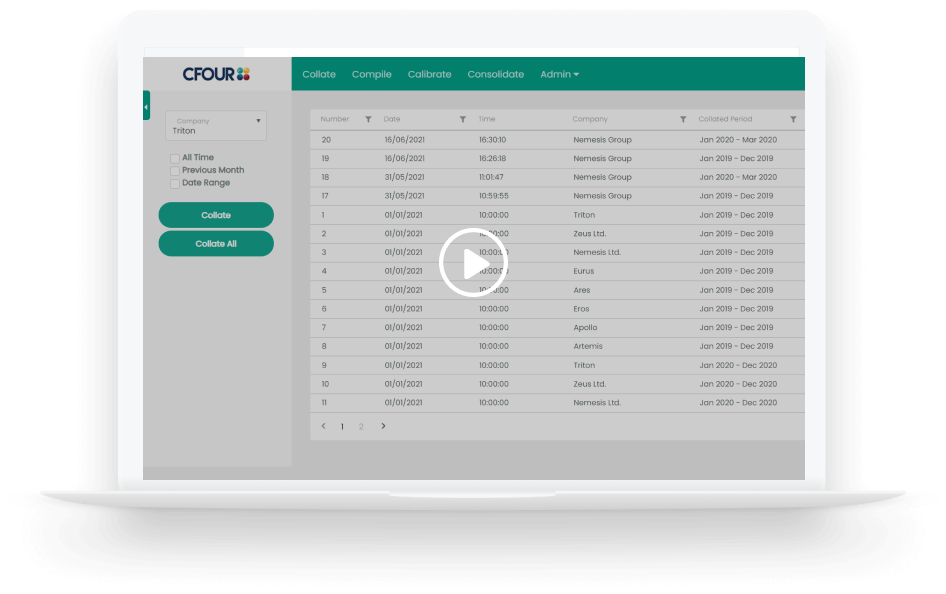 CFOUR
Collate Compile Calibrate Consolidate Admin
Company
Triton
All Time
Previous Month
Date Range
Collate
Collate All
Number Date Time Company Collated Period
20 16/06/2021 16:30:10 Nemesis Group Jan 2020 - Mar 2020
19 16/06/2021 16:26:18 Nemesis Group Jan 2019 - Dec 2019
18 31/05/2021 11:01:47 Nemesis Group Jan 2020 - Mar 2020
17 31/05/2021 10:59:55 Nemesis Group Jan 2019 - Dec 2019
1 01/01/2021 10:00:00 Triton Jan 2019 - Dec 2019
2 01/01/2021 10:00:00 Zeus Ltd. Jan 2019 - Dec 2019
3 01/01/2021 10:00:00 Nemesis Ltd. Jan 2019 - Dec 2019
4 01/01/2021 10:00:00 Eurus Jan 2019 - Dec 2019
5 01/01/2021 10:00:00 Ares Jan 2019 - Dec 2019
6 01/01/2021 10:00:00 Eros Jan 2019 - Dec 2019
7 01/01/2021 10:00:00 Apollo Jan 2019 - Dec 2019
8 01/01/2021 10:00:00 Artemis Jan 2019 - Dec 2019
9 01/01/2021 10:00:00 Triton Jan 2020 - Dec 2020
10 01/01/2021 10:00:00 Zeus Ltd. Jan 2020 - Dec 2020
11 01/01/2021 10:00:00 Nemesis Ltd. Jan 2020 - Dec 2020
< 1 2 >